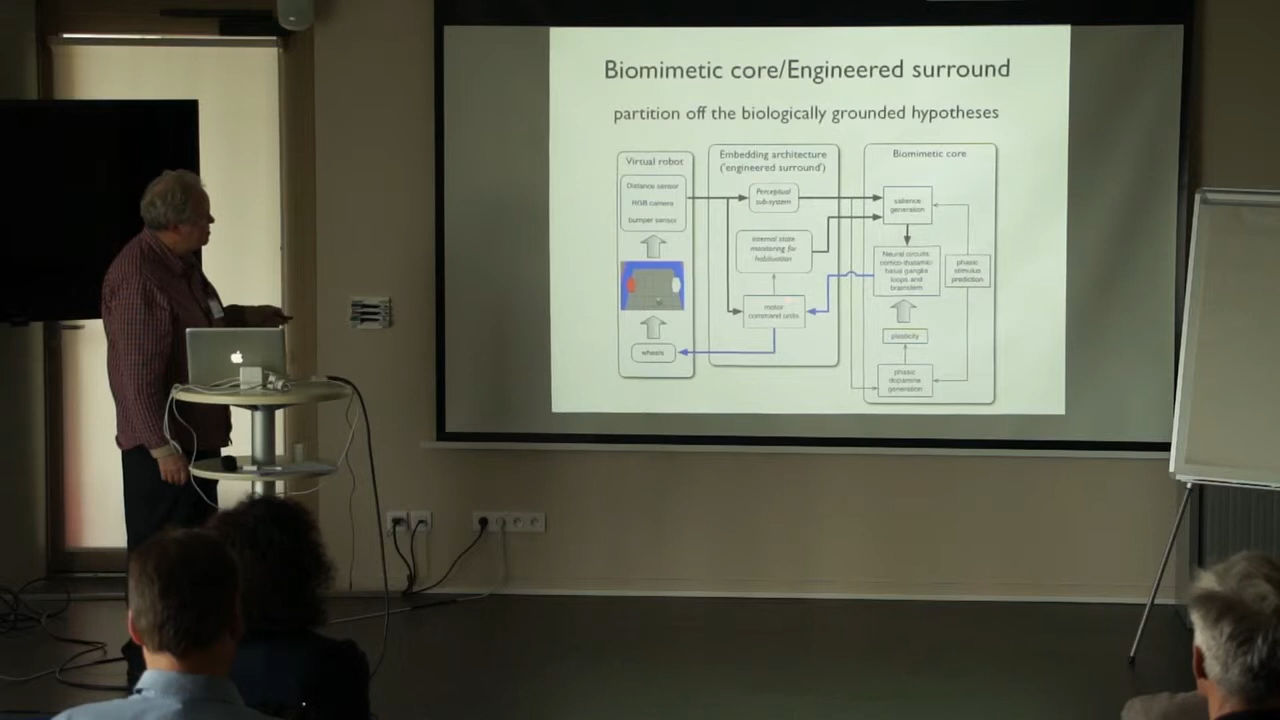 Biomimetic core/Engineered surround
partition off the biologically grounded hypotheses
Virtual robot
Distance sensor
RGB camera
bumper sensor
wheels
Embedding architecture
('engineered surround')
Perceptual
sub-system
internal state
monitoring for
habituation
motor
command units
Biomimetic core
salience
generation
Neural circuits
cortico-thalamic-
basal ganglia
loops and
brainstem
phasic
stimulus
prediction
plasticity
phasic
dopamine
generation